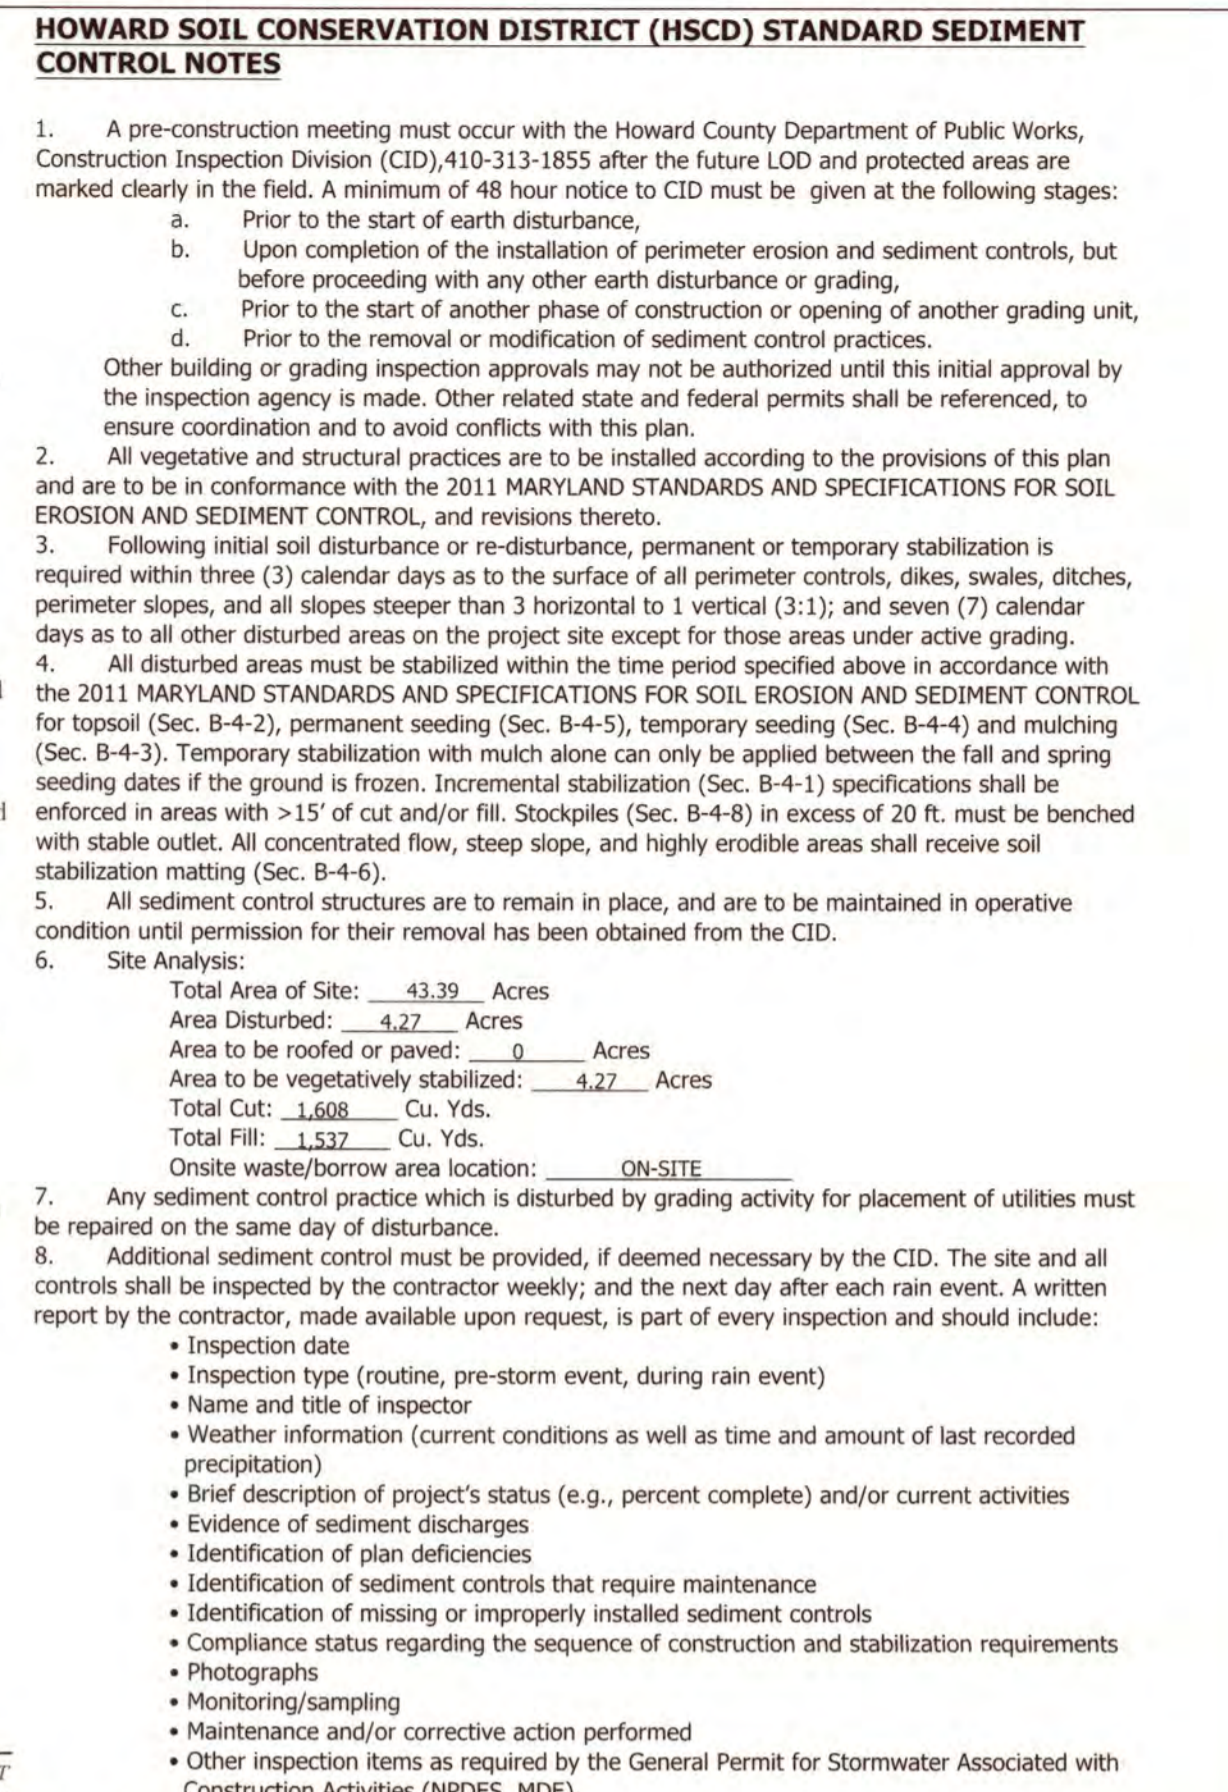 HOWARD SOIL CONSERVATION DISTRICT (HSCD) STANDARD SEDIMENT
CONTROL NOTES
1. A pre-construction meeting must occur with the Howard County Department of Public Works,
Construction Inspection Division (CID),410-313-1855 after the future LOD and protected areas are
marked clearly in the field. A minimum of 48 hour notice to CID must be given at the following stages:
a. Prior to the start of earth disturbance,
b. Upon completion of the installation of perimeter erosion and sediment controls, but
before proceeding with any other earth disturbance or grading,
c. Prior to the start of another phase of construction or opening of another grading unit,
d. Prior to the removal or modification of sediment control practices.
Other building or grading inspection approvals may not be authorized until this initial approval by
the inspection agency is made. Other related state and federal permits shall be referenced, to
ensure coordination and to avoid conflicts with this plan.
2. All vegetative and structural practices are to be installed according to the provisions of this plan
and are to be in conformance with the 2011 MARYLAND STANDARDS AND SPECIFICATIONS FOR SOIL
EROSION AND SEDIMENT CONTROL, and revisions thereto.
3. Following initial soil disturbance or re-disturbance, permanent or temporary stabilization is
required within three (3) calendar days as to the surface of all perimeter controls, dikes, swales, ditches,
perimeter slopes, and all slopes steeper than 3 horizontal to 1 vertical (3:1); and seven (7) calendar
days as to all other disturbed areas on the project site except for those areas under active grading.
4. All disturbed areas must be stabilized within the time period specified above in accordance with
the 2011 MARYLAND STANDARDS AND SPECIFICATIONS FOR SOIL EROSION AND SEDIMENT CONTROL
for topsoil (Sec. B-4-2), permanent seeding (Sec. B-4-5), temporary seeding (Sec. B-4-4) and mulching
(Sec. B-4-3). Temporary stabilization with mulch alone can only be applied between the fall and spring
seeding dates if the ground is frozen. Incremental stabilization (Sec. B-4-1) specifications shall be
enforced in areas with >15' of cut and/or fill. Stockpiles (Sec. B-4-8) in excess of 20 ft. must be benched
with stable outlet. All concentrated flow, steep slope, and highly erodible areas shall receive soil
stabilization matting (Sec. B-4-6).
5. All sediment control structures are to remain in place, and are to be maintained in operative
condition until permission for their removal has been obtained from the CID.
6. Site Analysis:
Total Area of Site: 43.39 Acres
Area Disturbed: 4.27 Acres
Area to be roofed or paved: 0 Acres
Area to be vegetatively stabilized: 4.27 Acres
Total Cut: 1,608 Cu. Yds.
Total Fill: 1,537 Cu. Yds.
Onsite waste/borrow area location: ON-SITE
7. Any sediment control practice which is disturbed by grading activity for placement of utilities must
be repaired on the same day of disturbance.
8. Additional sediment control must be provided, if deemed necessary by the CID. The site and all
controls shall be inspected by the contractor weekly; and the next day after each rain event. A written
report by the contractor, made available upon request, is part of every inspection and should include:
• Inspection date
• Inspection type (routine, pre-storm event, during rain event)
• Name and title of inspector
• Weather information (current conditions as well as time and amount of last recorded
precipitation)
• Brief description of project's status (e.g., percent complete) and/or current activities
• Evidence of sediment discharges
• Identification of plan deficiencies
• Identification of sediment controls that require maintenance
• Identification of missing or improperly installed sediment controls
• Compliance status regarding the sequence of construction and stabilization requirements
• Photographs
• Monitoring/sampling
• Maintenance and/or corrective action performed
• Other inspection items as required by the General Permit for Stormwater Associated with
Construction Activities (NPDES, MDE)